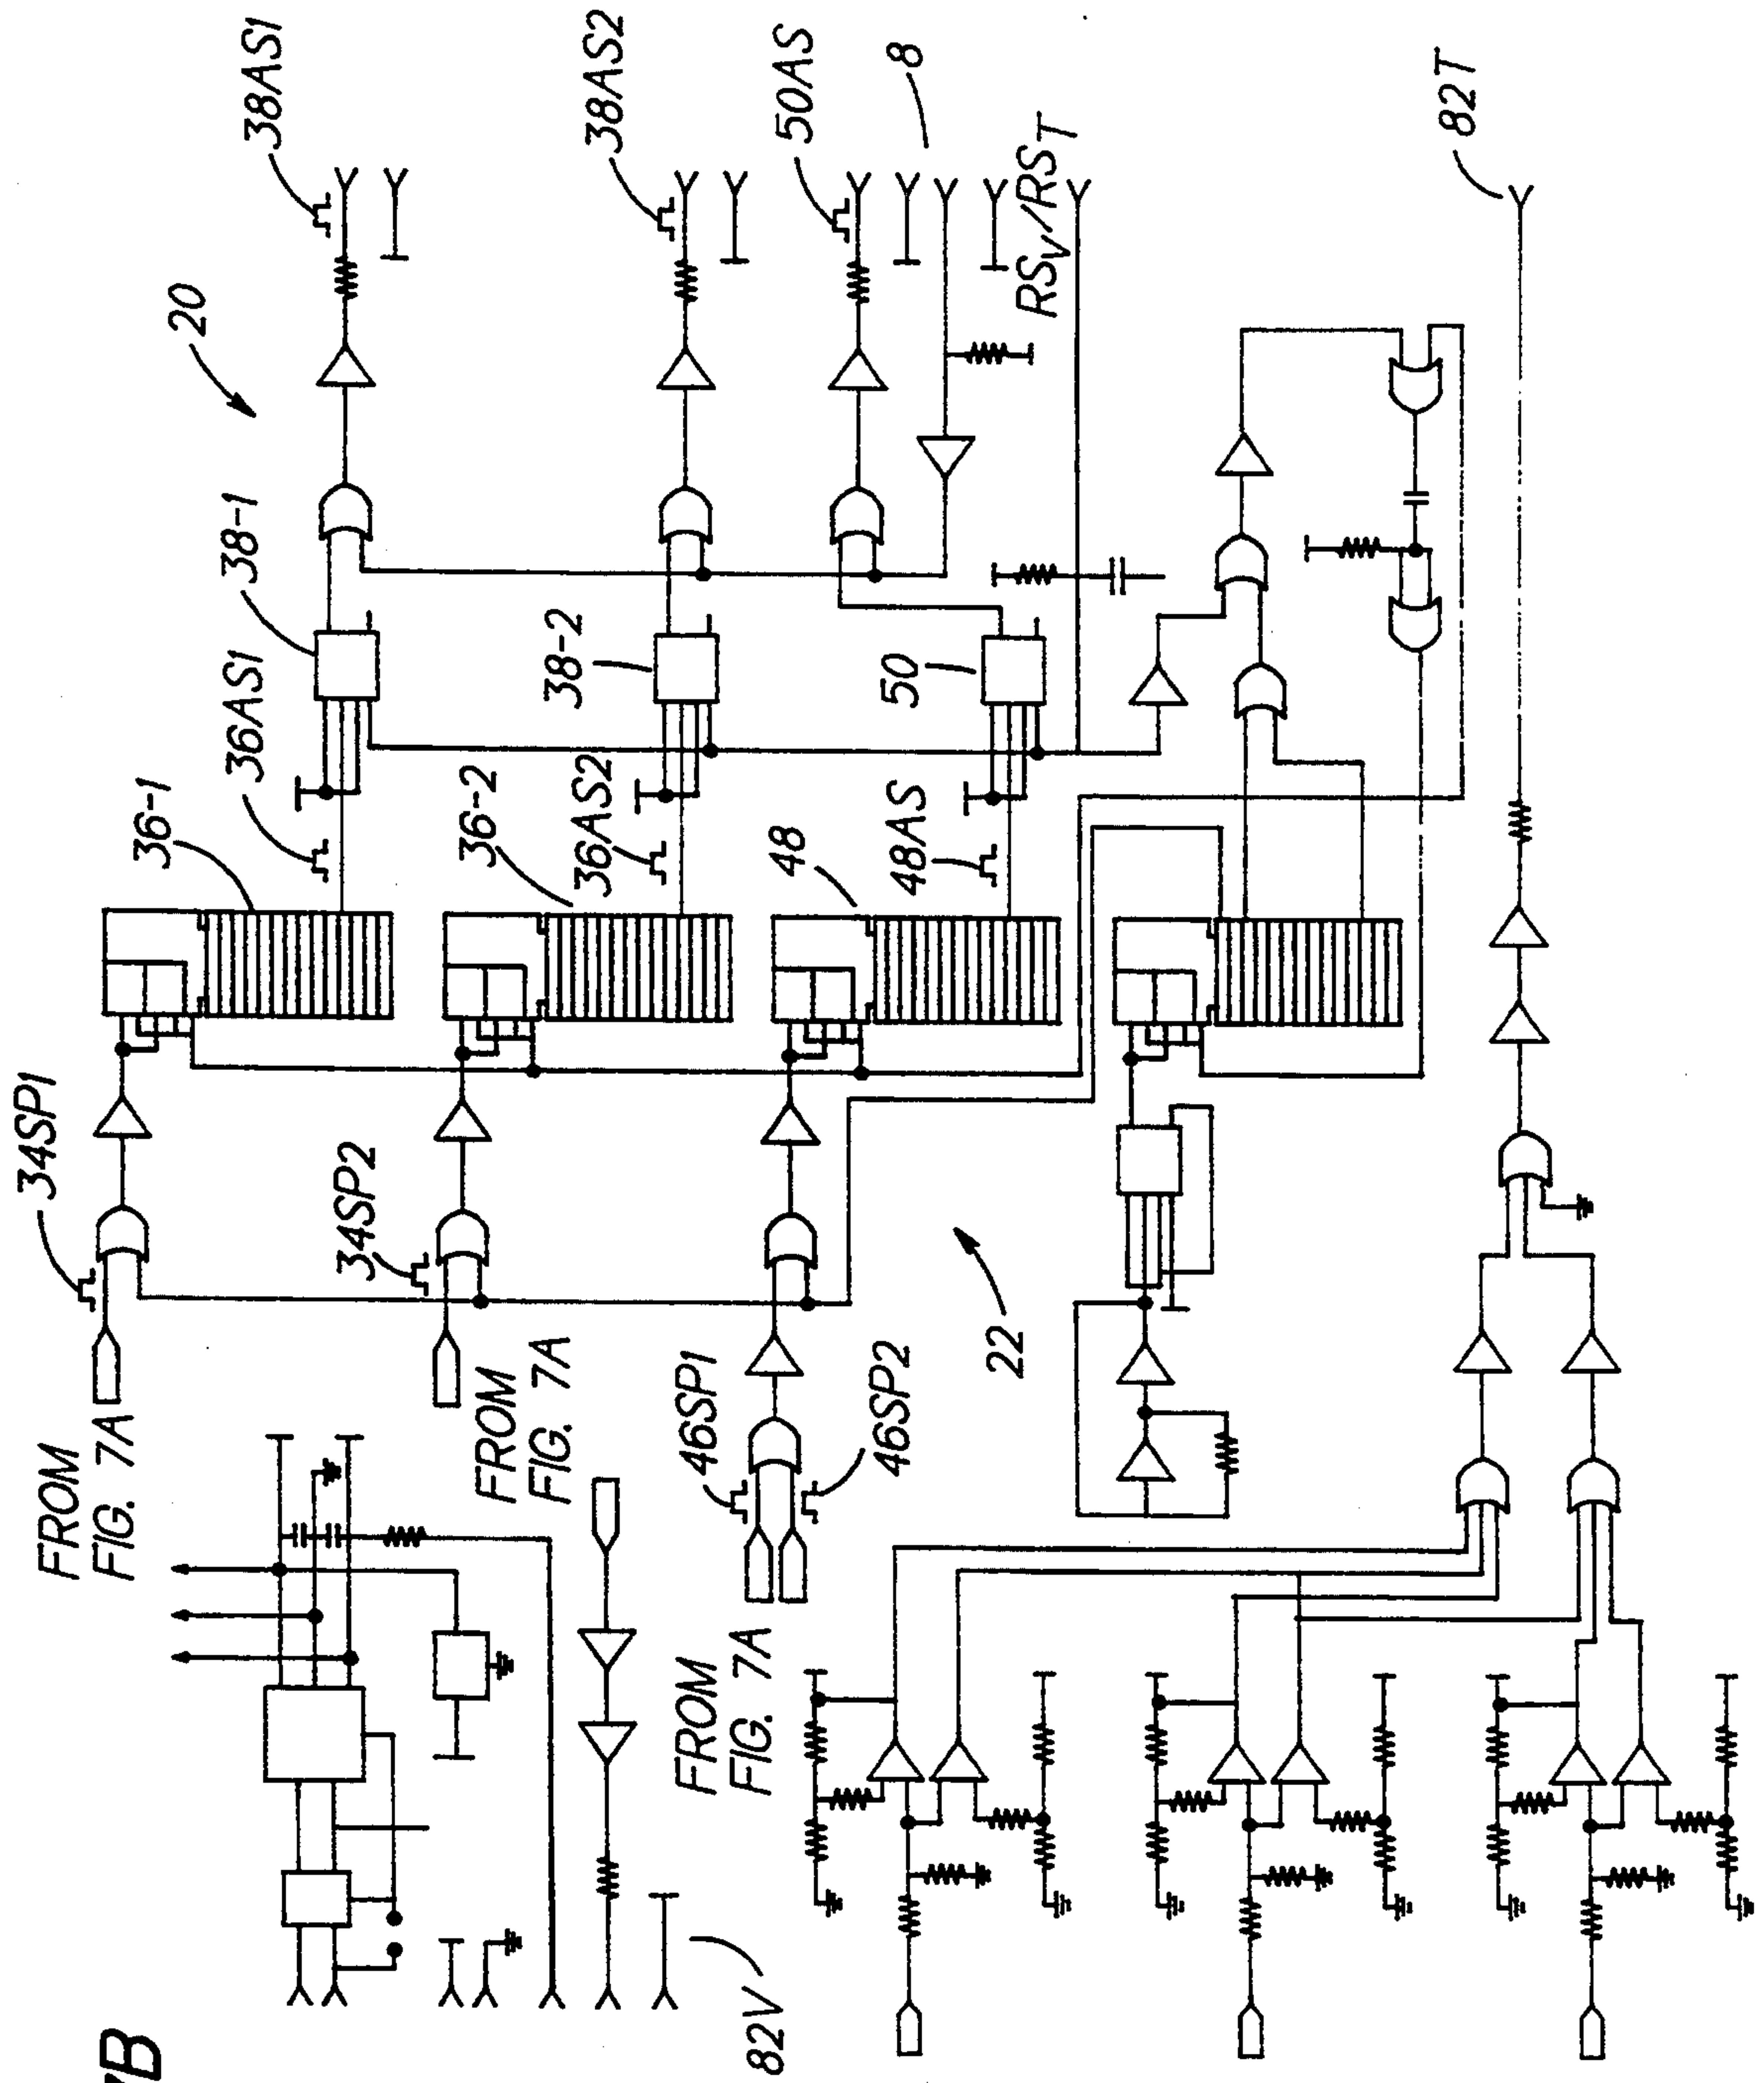 38AS1
38AS2
50AS
8
RSV/RST
82T
20
38-1
36AS1
38-2
50
36-1
36-2
36AS2
48
48AS
34SP1
34SP2
22
FROM
FIG. 7A
FROM
FIG. 7A
46SP1
46SP2
FROM
FIG. 7A
82V